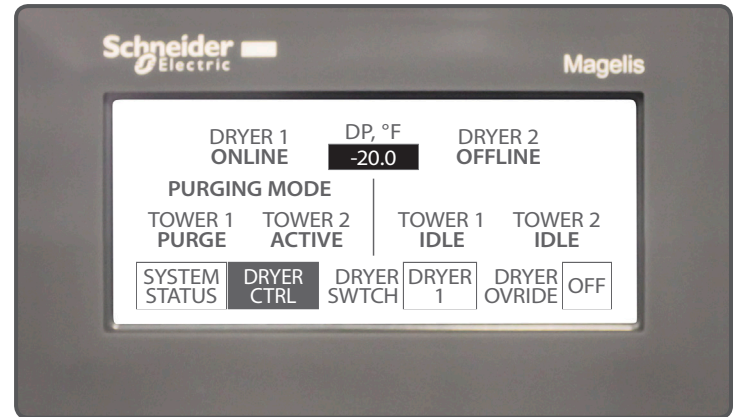 Schneider
Electric
Magelis
DRYER 1
ONLINE
DP, °F
-20.0
DRYER 2
OFFLINE
PURGING MODE
TOWER 1
PURGE
TOWER 2
ACTIVE
TOWER 1
IDLE
TOWER 2
IDLE
SYSTEM
STATUS
DRYER
CTRL
DRYER
SWTCH
DRYER
1
DRYER
OVRIDE
OFF